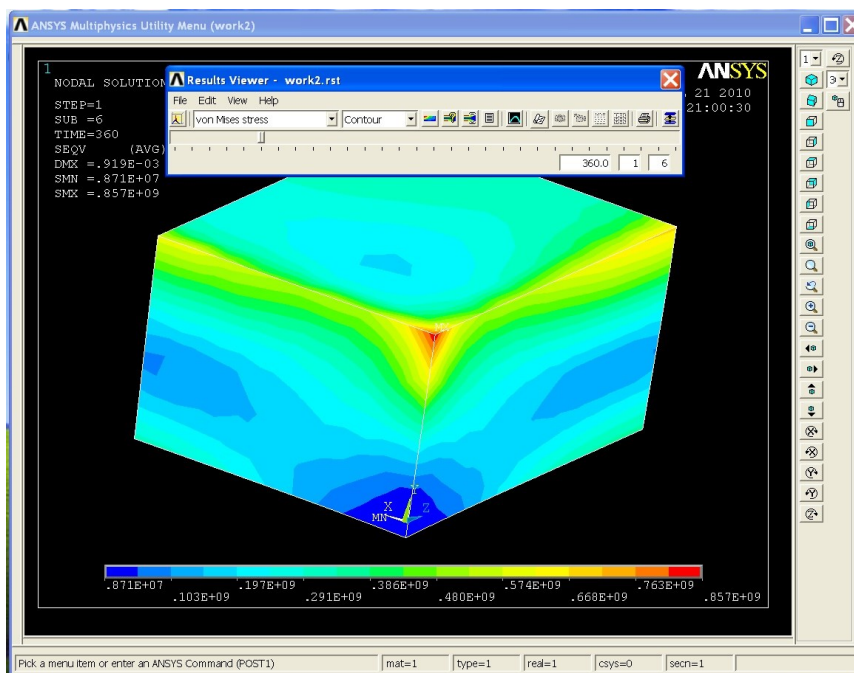 ANSYS Multiphysics Utility Menu (work2)
1
NODAL SOLUTION
STEP=1
SUB =6
TIME=360
SEQV (AVG)
DMX =.919E-03
SMN =.871E+07
SMX =.857E+09
Results Viewer - work2.rst
File Edit View Help
von Mises stress Contour
360.0 1 6
ANSYS
21 2010
21:00:30
1
3
MX
Y
X Z
MN
.871E+07 .197E+09 .386E+09 .574E+09 .763E+09
.103E+09 .291E+09 .480E+09 .668E+09 .857E+09
Pick a menu item or enter an ANSYS Command (POST1) mat=1 type=1 real=1 csys=0 secn=1